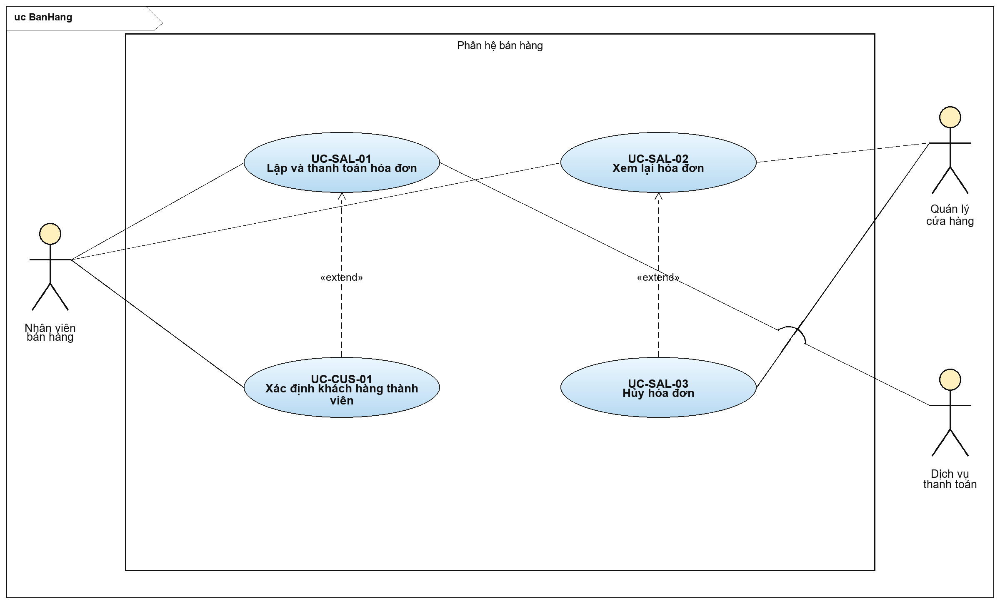 uc BanHang
Phân hệ bán hàng
UC-SAL-01
Lập và thanh toán hóa đơn
UC-SAL-02
Xem lại hóa đơn
Quản lý
cửa hàng
«extend»
«extend»
Nhân viên
bán hàng
UC-CUS-01
Xác định khách hàng thành
viên
UC-SAL-03
Hủy hóa đơn
Dịch vụ
thanh toán